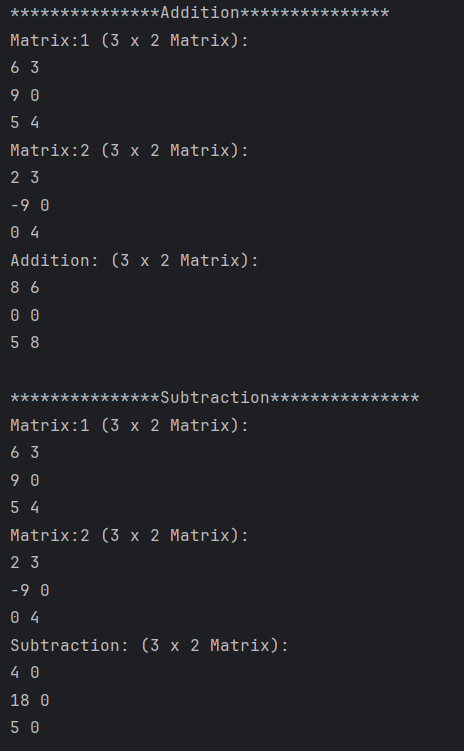 ***************Addition***************
Matrix:1 (3 x 2 Matrix):
6 3
9 0
5 4
Matrix:2 (3 x 2 Matrix):
2 3
-9 0
0 4
Addition: (3 x 2 Matrix):
8 6
0 0
5 8

***************Subtraction***************
Matrix:1 (3 x 2 Matrix):
6 3
9 0
5 4
Matrix:2 (3 x 2 Matrix):
2 3
-9 0
0 4
Subtraction: (3 x 2 Matrix):
4 0
18 0
5 0